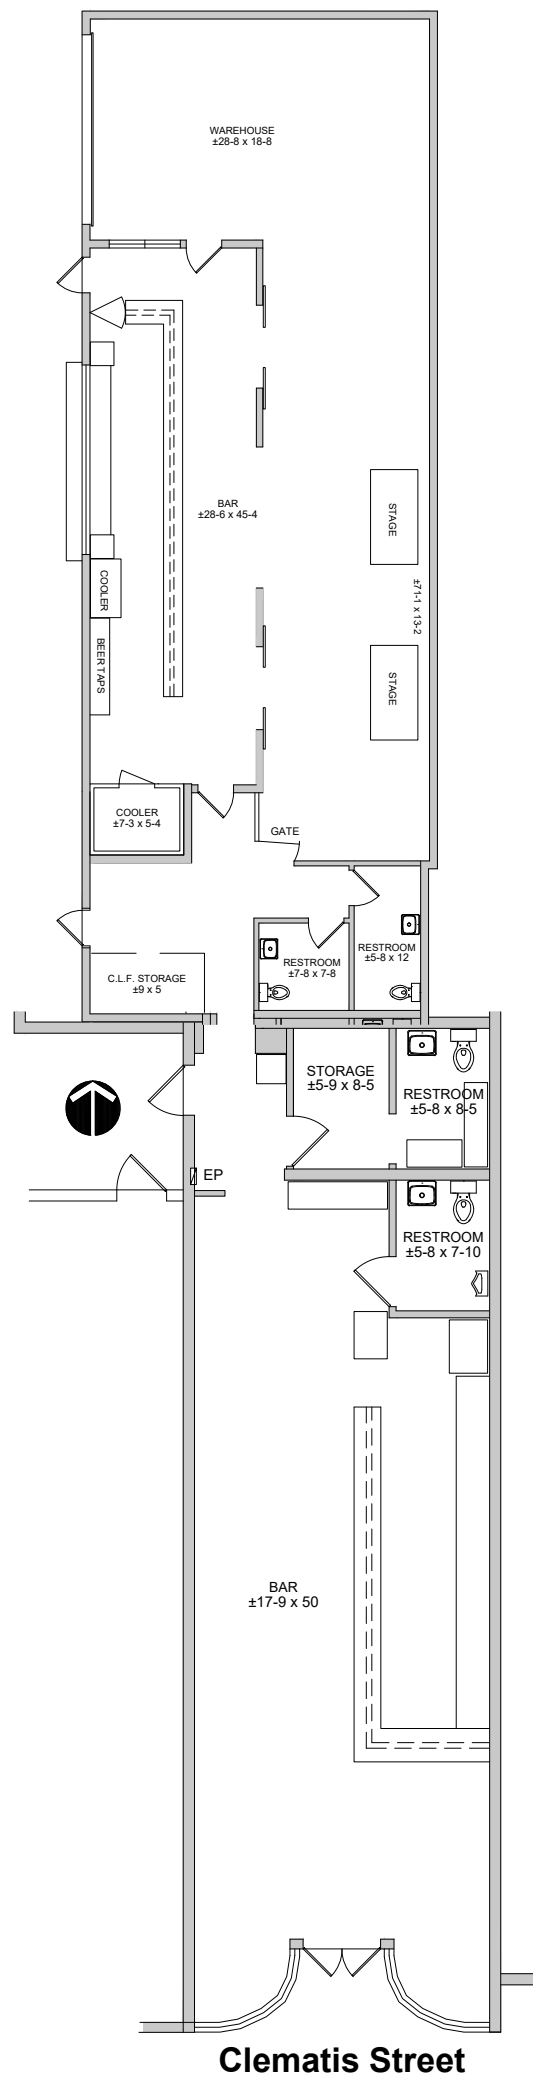 WAREHOUSE
±28-8 x 18-8
BAR
±28-6 x 45-4
STAGE
±71-1 x 13-2
COOLER
BEER TAPS
STAGE
COOLER
±7-3 x 5-4
GATE
RESTROOM
±5-8 x 12
RESTROOM
±7-8 x 7-8
C.L.F. STORAGE
±9 x 5
STORAGE
±5-9 x 8-5
RESTROOM
±5-8 x 8-5
EP
RESTROOM
±5-8 x 7-10
BAR
±17-9 x 50
Clematis Street